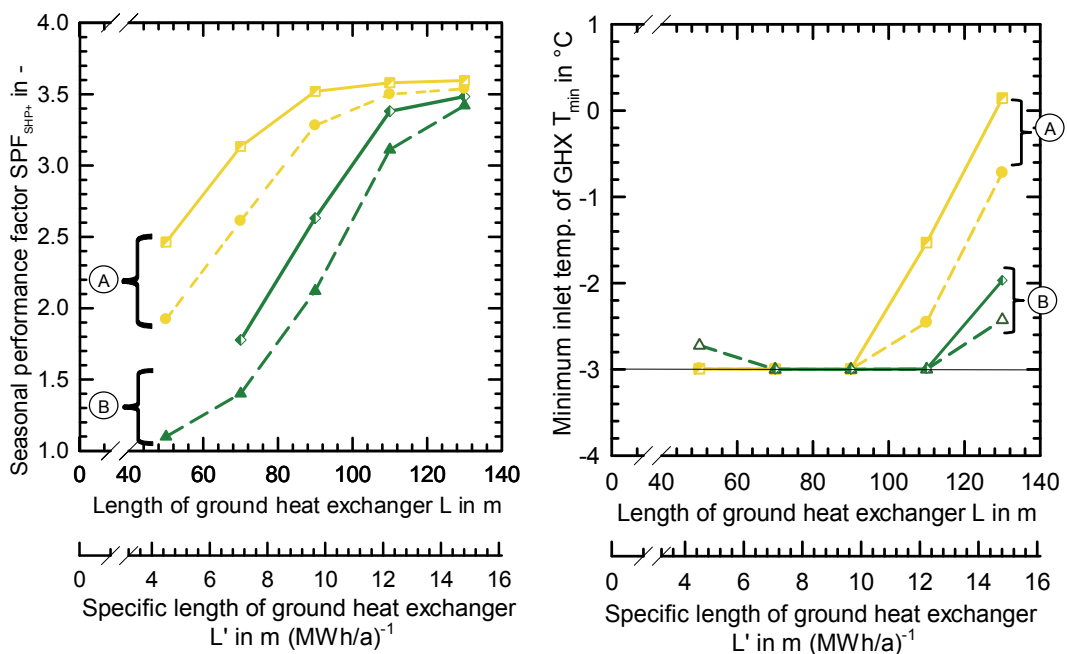 Seasonal performance factor SPF_SHP+ in -
4.0
3.5
3.0
2.5
2.0
1.5
1.0
A
B
0 40 60 80 100 120 140
Length of ground heat exchanger L in m
0 4 6 8 10 12 14 16
Specific length of ground heat exchanger
L' in m (MWh/a)-1
Minimum inlet temp. of GHX T_min in °C
1
0
-1
-2
-3
-4
A
B
0 40 60 80 100 120 140
Length of ground heat exchanger L in m
0 4 6 8 10 12 14 16
Specific length of ground heat exchanger
L' in m (MWh/a)-1